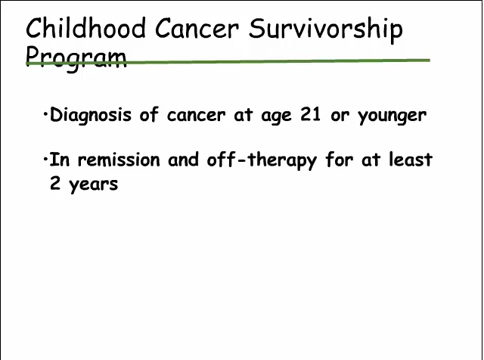 Childhood Cancer Survivorship
Program
·Diagnosis of cancer at age 21 or younger
·In remission and off-therapy for at least
2 years